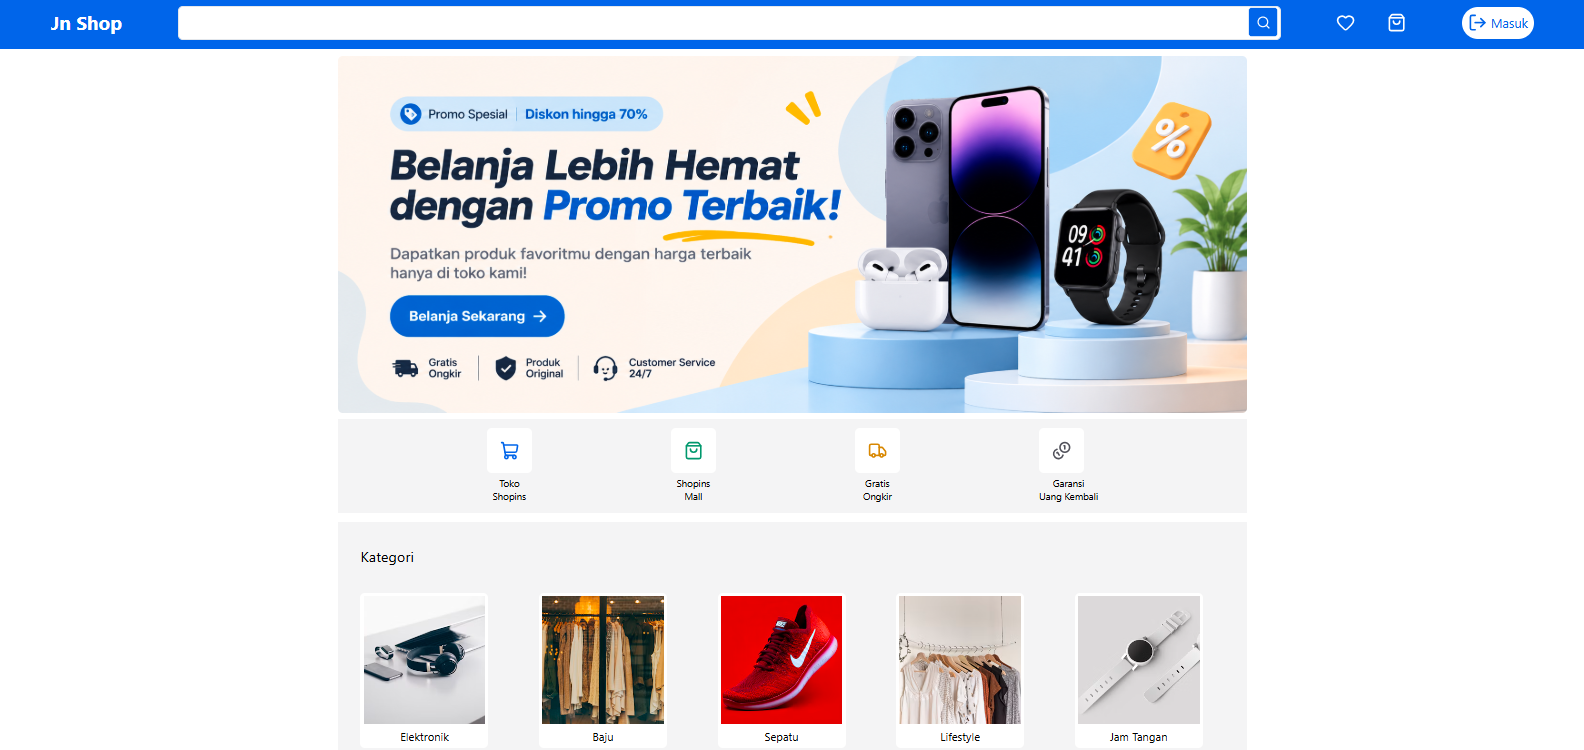 Jn Shop
Masuk
Promo Spesial | Diskon hingga 70%
Belanja Lebih Hemat
dengan Promo Terbaik!
Dapatkan produk favoritmu dengan harga terbaik
hanya di toko kami!
Belanja Sekarang →
Gratis
Ongkir
Produk
Original
Customer Service
24/7
%
09
41
Toko
Shopins
Shopins
Mall
Gratis
Ongkir
Garansi
Uang Kembali
Kategori
Elektronik
Baju
Sepatu
Lifestyle
Jam Tangan